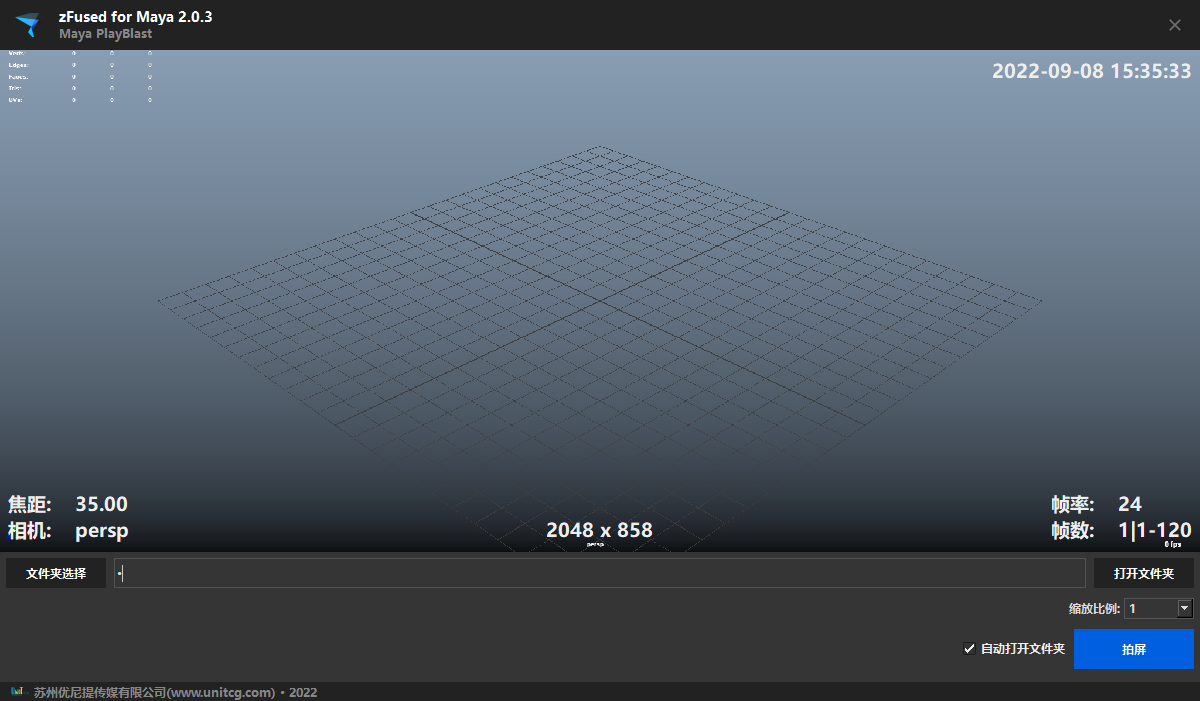 zFused for Maya 2.0.3
Maya PlayBlast
Verts: 0 0 0
Edges: 0 0 0
Faces: 0 0 0
Tris: 0 0 0
UVs: 0 0 0
2022-09-08 15:35:33
焦距: 35.00
相机: persp
2048 x 858
persp
帧率: 24
帧数: 1|1-120
0 fps
文件夹选择
打开文件夹
缩放比例: 1
自动打开文件夹
拍屏
苏州优尼提传媒有限公司(www.unitcg.com) • 2022